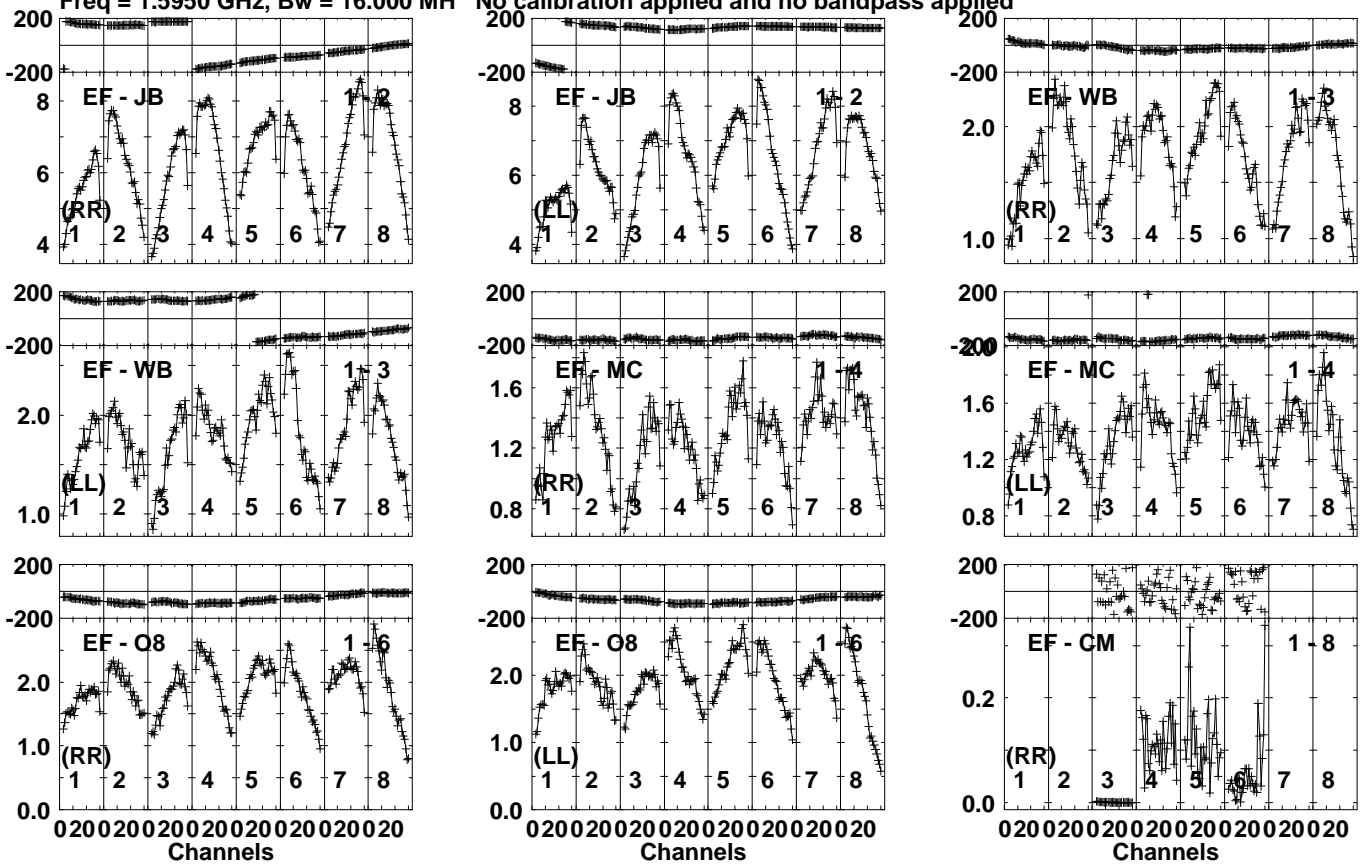 Freq = 1.5950 GHz, Bw = 16.000 MH No calibration applied and no bandpass applied
200
-200
EF - JB 1 - 2
8
6
4
(RR)
1 2 3 4 5 6 7 8
200
-200
EF - JB 1 - 2
8
6
4
(LL)
1 2 3 4 5 6 7 8
200
-200
EF - WB 1 - 3
2.0
1.0
(RR)
1 2 3 4 5 6 7 8
200
-200
EF - WB 1 - 3
2.0
1.0
(LL)
1 2 3 4 5 6 7 8
200
-200
EF - MC 1 - 4
1.6
1.2
0.8
(RR)
1 2 3 4 5 6 7 8
200
-200
2.0
EF - MC 1 - 4
1.6
1.2
0.8
(LL)
1 2 3 4 5 6 7 8
200
-200
EF - O8 1 - 6
2.0
1.0
0.0
(RR)
1 2 3 4 5 6 7 8
0 20 0 20 0 20 0 20 0 20 0 20 0 20 0 20
Channels
200
-200
EF - O8 1 - 6
2.0
1.0
0.0
(LL)
1 2 3 4 5 6 7 8
0 20 0 20 0 20 0 20 0 20 0 20 0 20 0 20
Channels
200
-200
EF - CM 1 - 8
0.2
0.0
(RR)
1 2 3 4 5 6 7 8
0 20 0 20 0 20 0 20 0 20 0 20 0 20 0 20
Channels